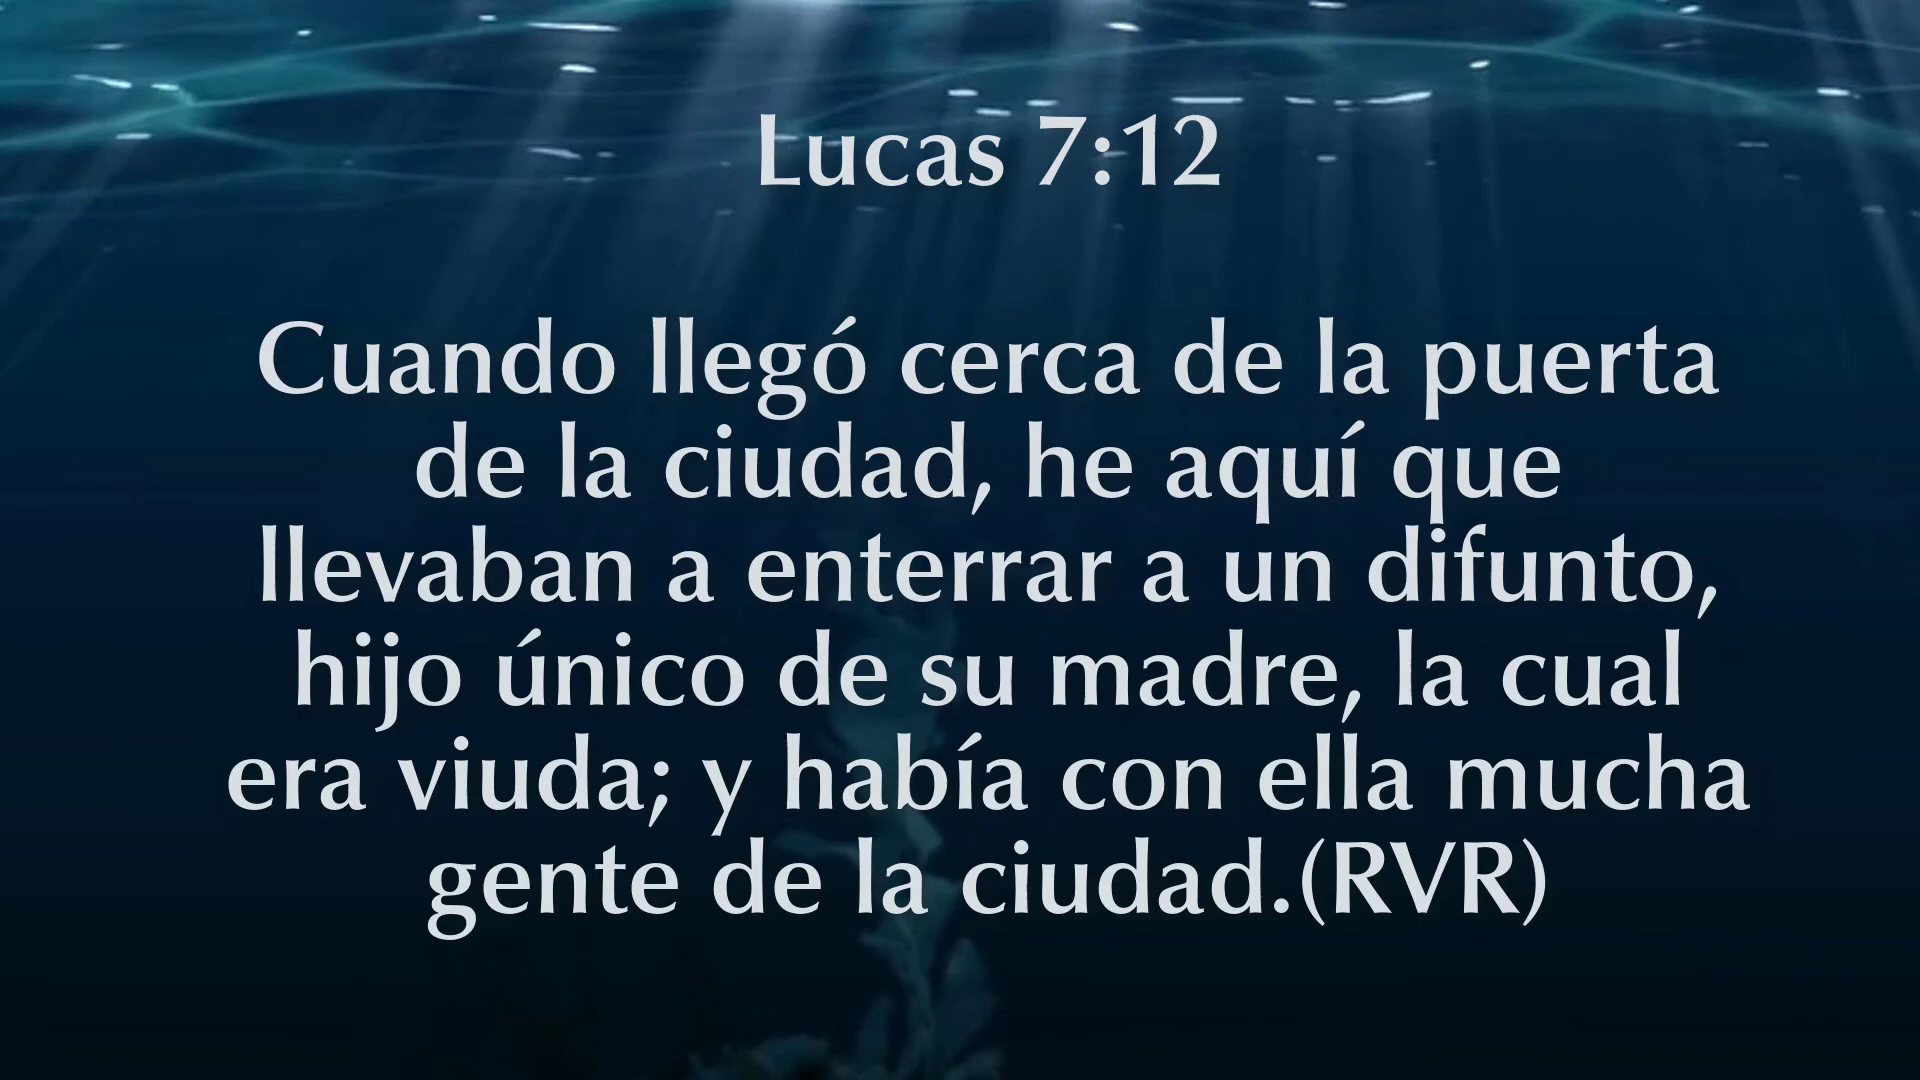 Lucas 7:12
Cuando llegó cerca de la puerta
de la ciudad, he aquí que
llevaban a enterrar a un difunto,
hijo único de su madre, la cual
era viuda; y había con ella mucha
gente de la ciudad.(RVR)